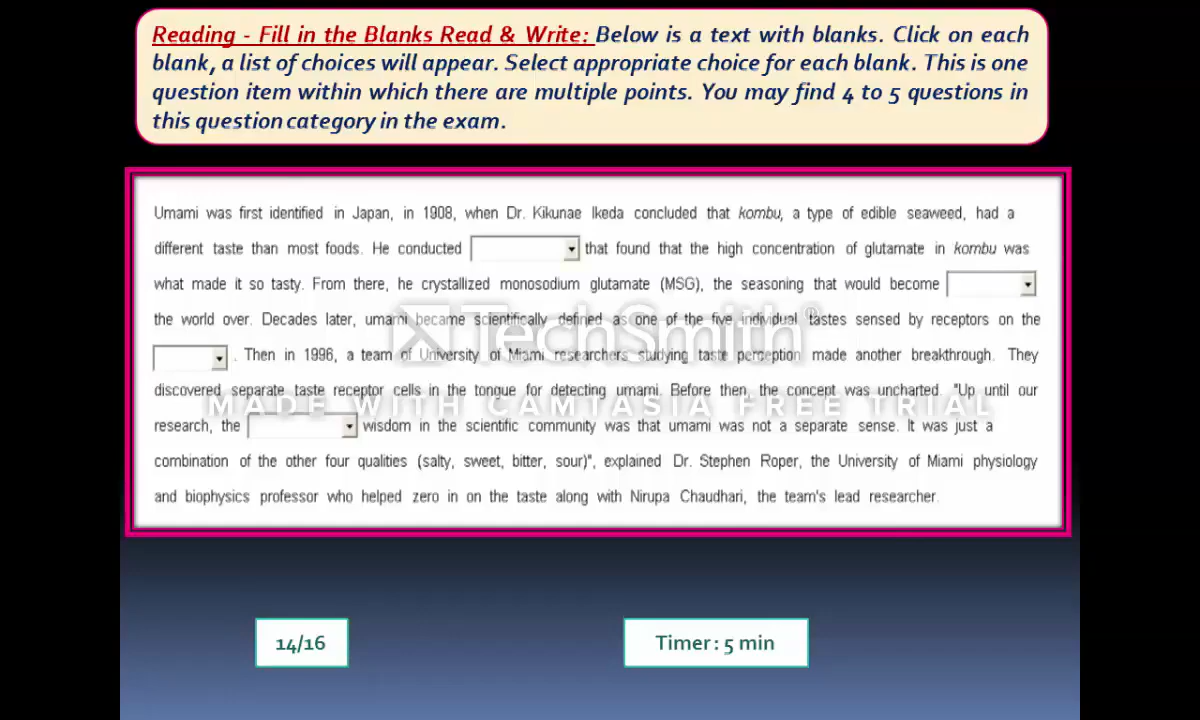 Reading - Fill in the Blanks Read & Write: Below is a text with blanks. Click on each
blank, a list of choices will appear. Select appropriate choice for each blank. This is one
question item within which there are multiple points. You may find 4 to 5 questions in
this question category in the exam.
Umami was first identified in Japan, in 1908, when Dr. Kikunae Ikeda concluded that kombu, a type of edible seaweed, had a
different taste than most foods. He conducted that found that the high concentration of glutamate in kombu was
what made it so tasty. From there, he crystallized monosodium glutamate (MSG), the seasoning that would become
the world over. Decades later, umami became scientifically defined as one of the five individual tastes sensed by receptors on the
. Then in 1996, a team of University of Miami researchers studying taste perception made another breakthrough. They
discovered separate taste receptor cells in the tongue for detecting umami. Before then, the concept was uncharted. "Up until our
research, the wisdom in the scientific community was that umami was not a separate sense. It was just a
combination of the other four qualities (salty, sweet, bitter, sour)", explained Dr. Stephen Roper, the University of Miami physiology
and biophysics professor who helped zero in on the taste along with Nirupa Chaudhari, the team's lead researcher.
TechSmith®
MADE WITH CAMTASIA FREE TRIAL
14/16
Timer : 5 min